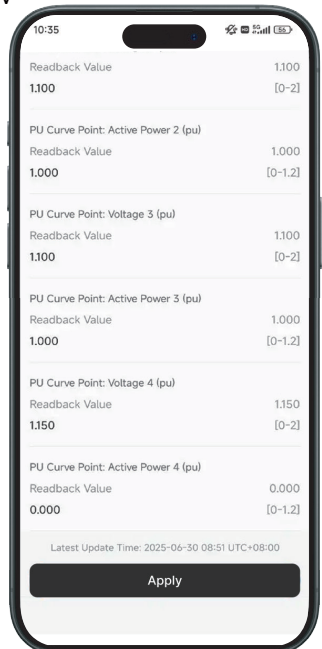 10:35
5G 55
Readback Value 1.100
1.100 [0-2]
PU Curve Point: Active Power 2 (pu)
Readback Value 1.000
1.000 [0-1.2]
PU Curve Point: Voltage 3 (pu)
Readback Value 1.100
1.100 [0-2]
PU Curve Point: Active Power 3 (pu)
Readback Value 1.000
1.000 [0-1.2]
PU Curve Point: Voltage 4 (pu)
Readback Value 1.150
1.150 [0-2]
PU Curve Point: Active Power 4 (pu)
Readback Value 0.000
0.000 [0-1.2]
Latest Update Time: 2025-06-30 08:51 UTC+08:00
Apply